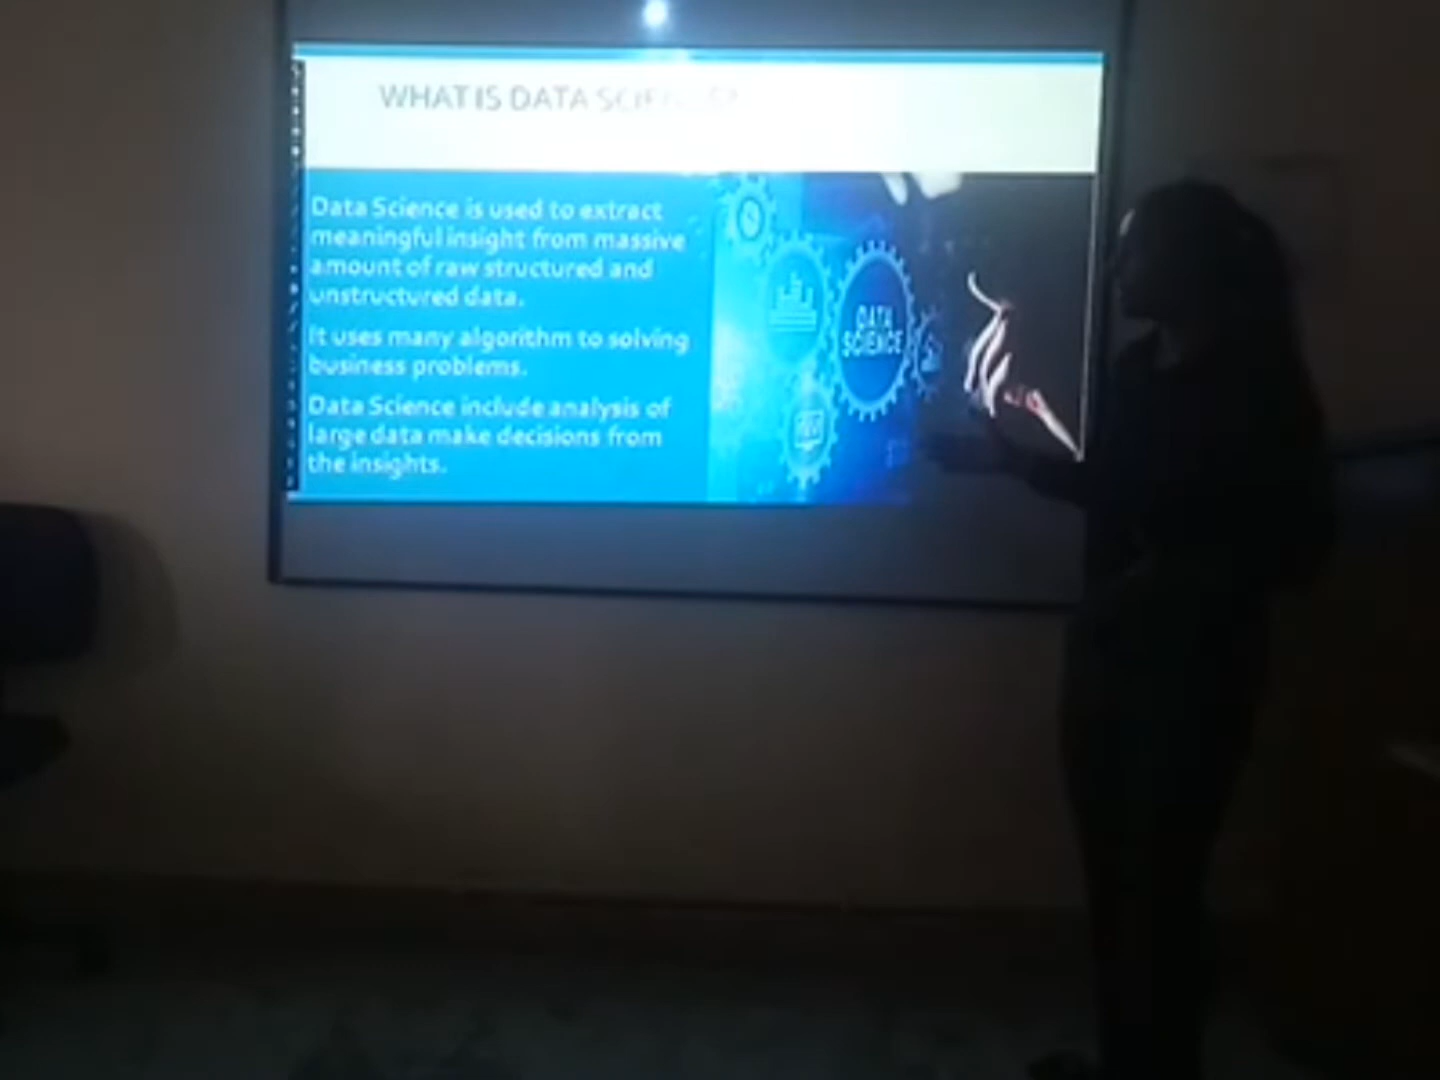 WHAT IS DATA SCIENCE?
Data Science is used to extract
meaningful insight from massive
amount of raw structured and
unstructured data.
It uses many algorithm to solving
business problems.
Data Science include analysis of
large data make decisions from
the insights.
DATA
SCIENCE